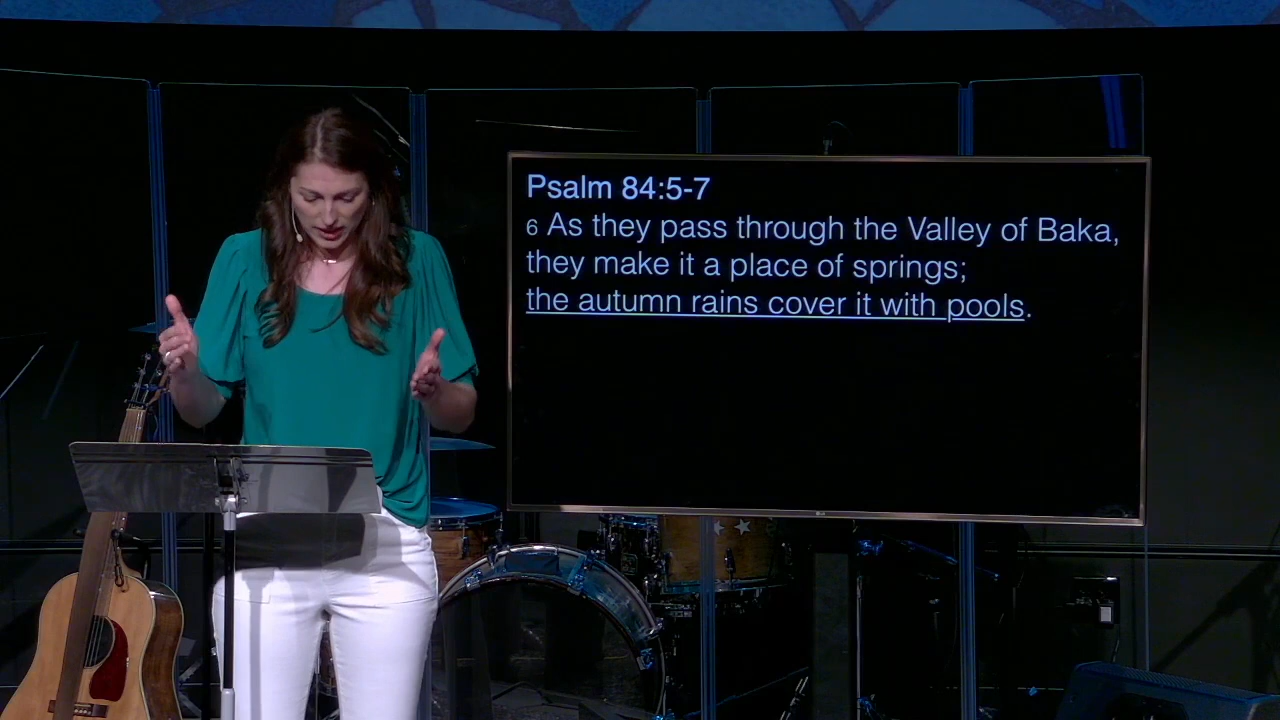 Psalm 84:5-7
6 As they pass through the Valley of Baka,
they make it a place of springs;
the autumn rains cover it with pools.